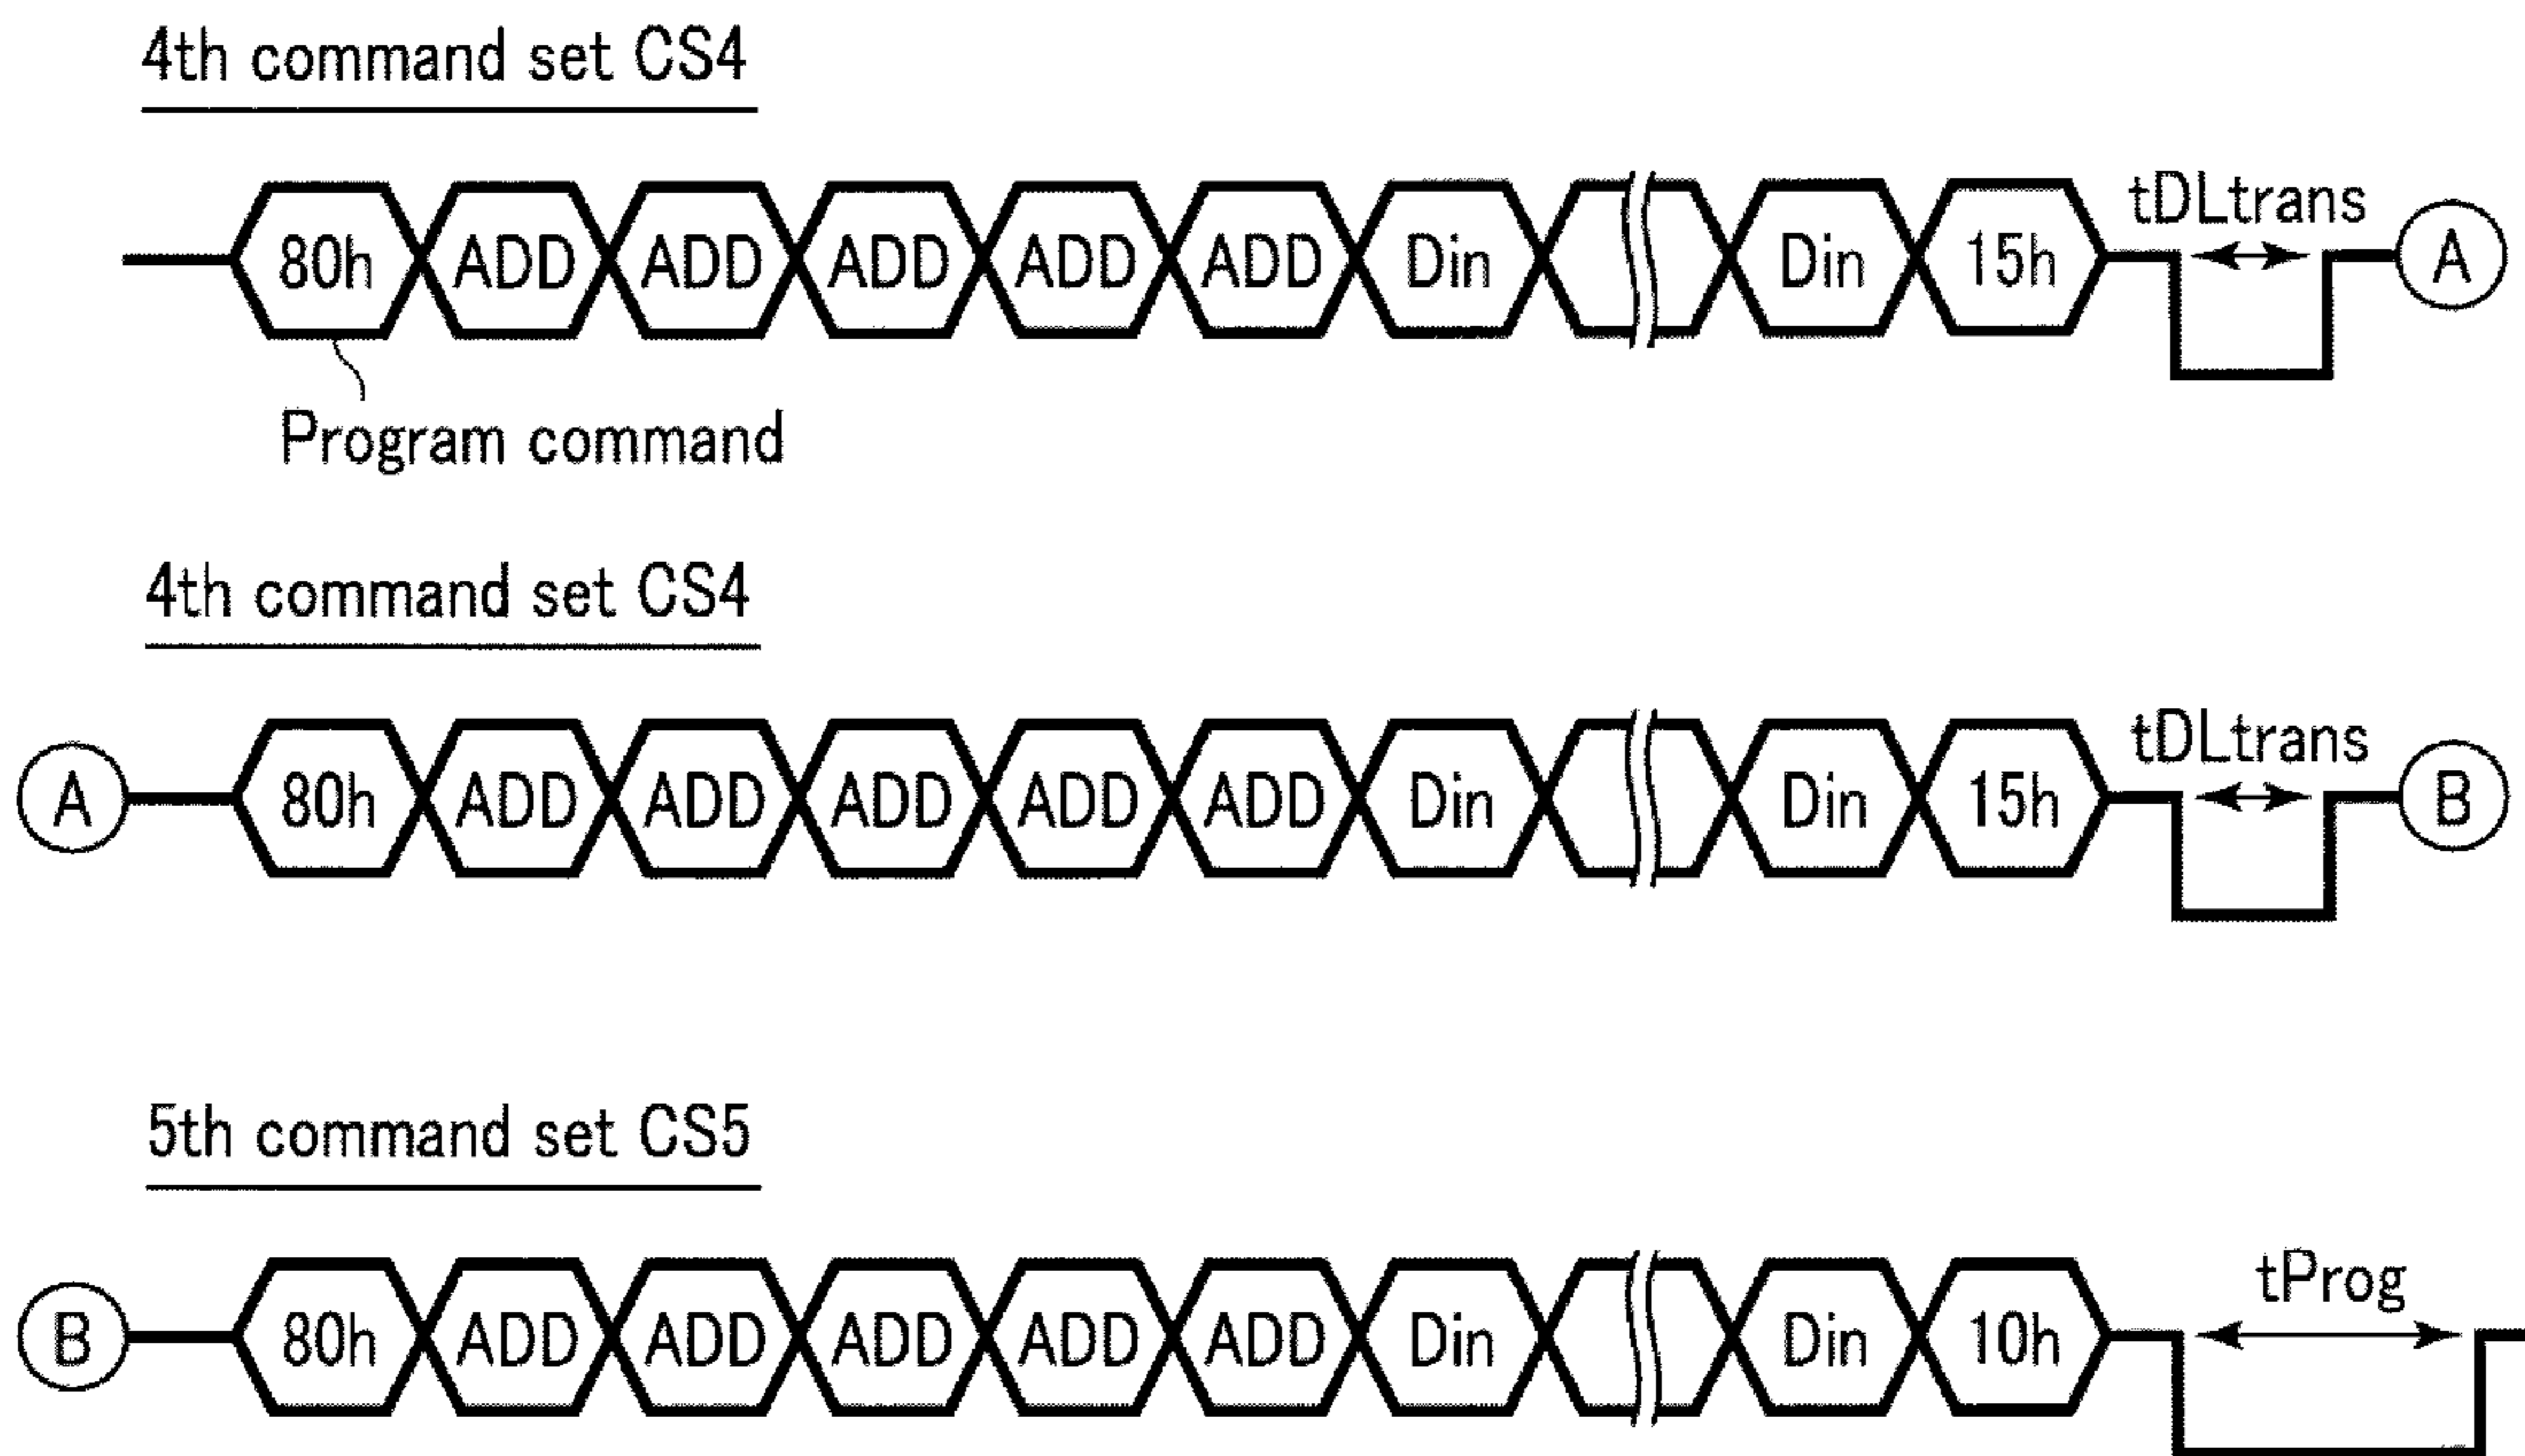 4th command set CS4
80h ADD ADD ADD ADD ADD Din Din 15h tDLtrans A
Program command
4th command set CS4
A 80h ADD ADD ADD ADD ADD Din Din 15h tDLtrans B
5th command set CS5
B 80h ADD ADD ADD ADD ADD Din Din 10h tProg